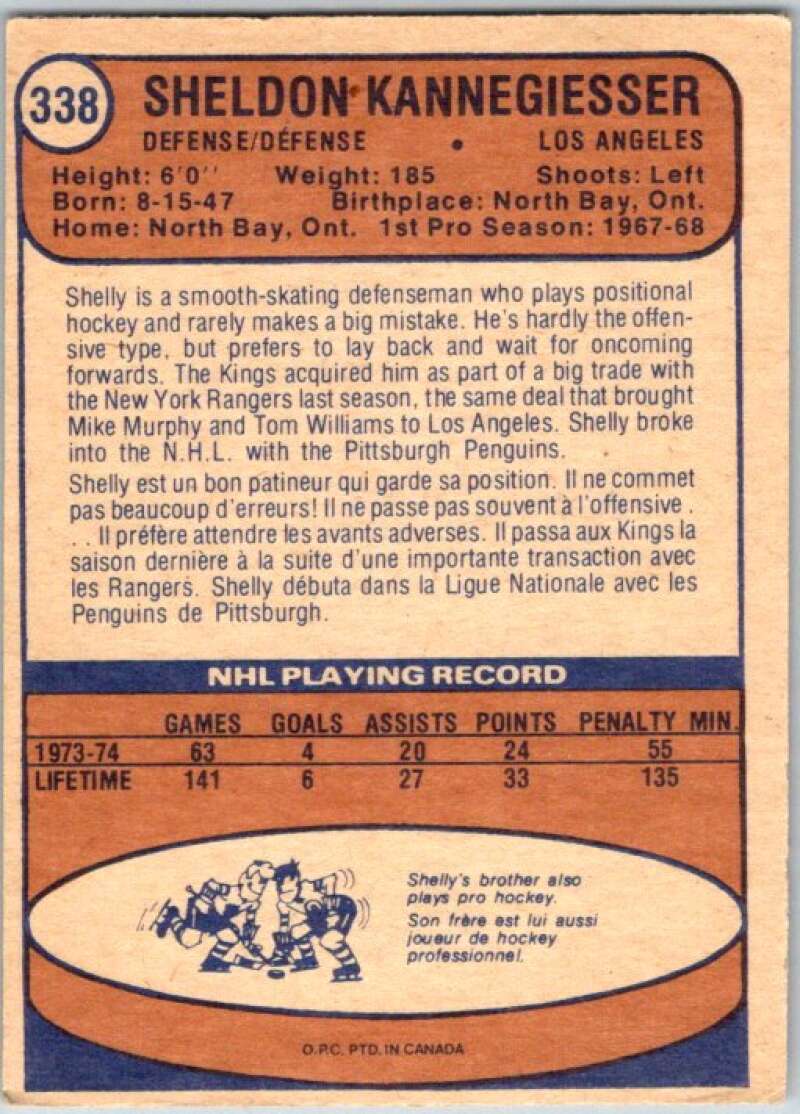 338
SHELDON KANNEGIESSER
DEFENSE/DÉFENSE • LOS ANGELES
Height: 6'0'' Weight: 185 Shoots: Left
Born: 8-15-47 Birthplace: North Bay, Ont.
Home: North Bay, Ont. 1st Pro Season: 1967-68
Shelly is a smooth-skating defenseman who plays positional
hockey and rarely makes a big mistake. He's hardly the offen-
sive type, but prefers to lay back and wait for oncoming
forwards. The Kings acquired him as part of a big trade with
the New York Rangers last season, the same deal that brought
Mike Murphy and Tom Williams to Los Angeles. Shelly broke
into the N.H.L. with the Pittsburgh Penguins.
Shelly est un bon patineur qui garde sa position. Il ne commet
pas beaucoup d'erreurs! Il ne passe pas souvent à l'offensive .
. . Il préfère attendre les avants adverses. Il passa aux Kings la
saison dernière à la suite d'une importante transaction avec
les Rangers. Shelly débuta dans la Ligue Nationale avec les
Penguins de Pittsburgh.
NHL PLAYING RECORD
GAMES GOALS ASSISTS POINTS PENALTY MIN.
1973-74 63 4 20 24 55
LIFETIME 141 6 27 33 135
Shelly's brother also
plays pro hockey.
Son frère est lui aussi
joueur de hockey
professionnel.
O.P.C. PTD. IN CANADA